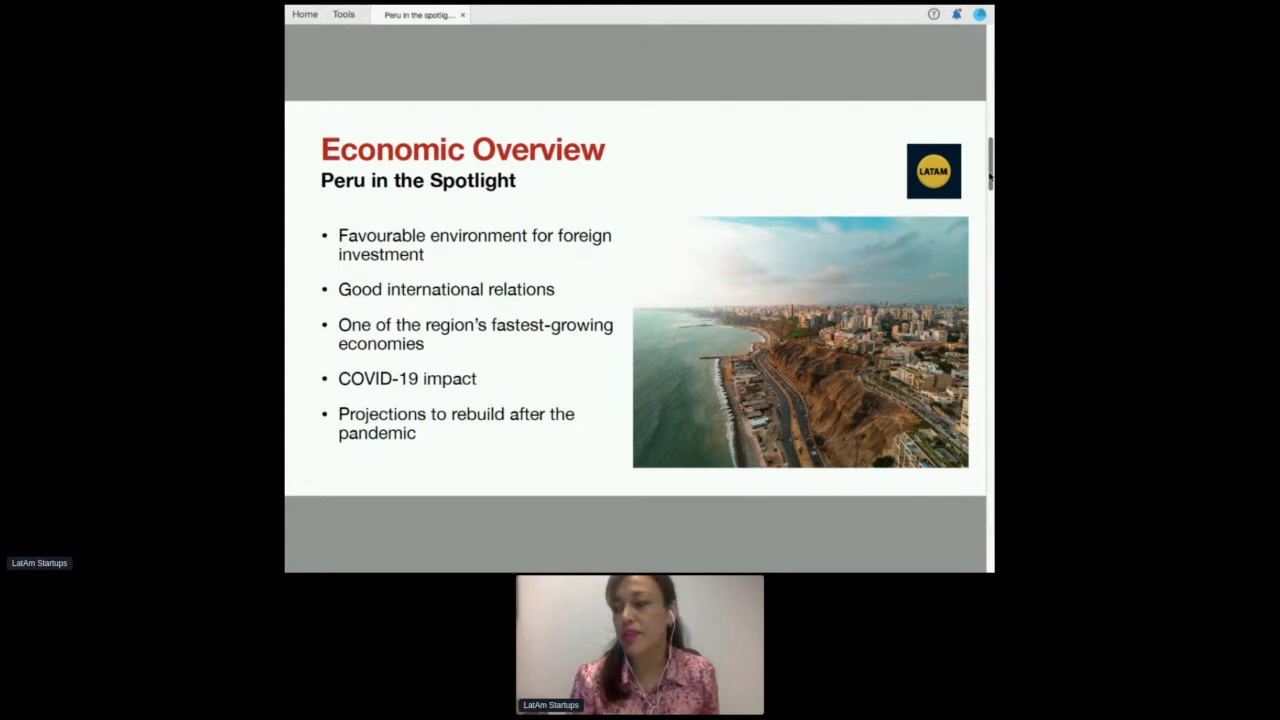 Home Tools Peru in the spotlig... ×
?
Economic Overview
Peru in the Spotlight
LATAM
• Favourable environment for foreign
investment
• Good international relations
• One of the region's fastest-growing
economies
• COVID-19 impact
• Projections to rebuild after the
pandemic
LatAm Startups
LatAm Startups